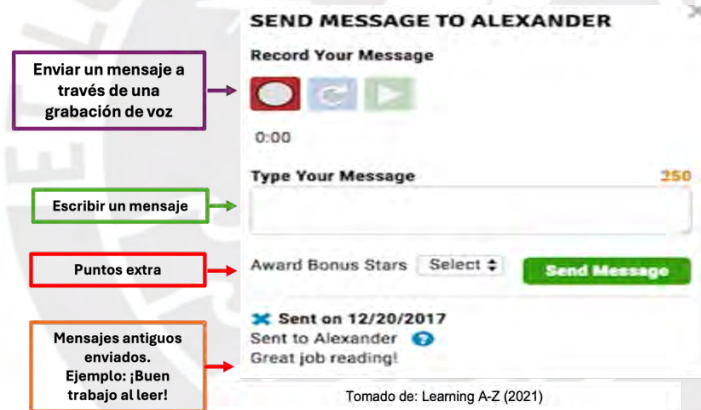 SEND MESSAGE TO ALEXANDER
Record Your Message
Enviar un mensaje a
través de una
grabación de voz
0:00
Type Your Message 250
Escribir un mensaje
Puntos extra
Award Bonus Stars Select Send Message
Sent on 12/20/2017
Sent to Alexander ?
Great job reading!
Mensajes antiguos
enviados.
Ejemplo: ¡Buen
trabajo al leer!
Tomado de: Learning A-Z (2021)